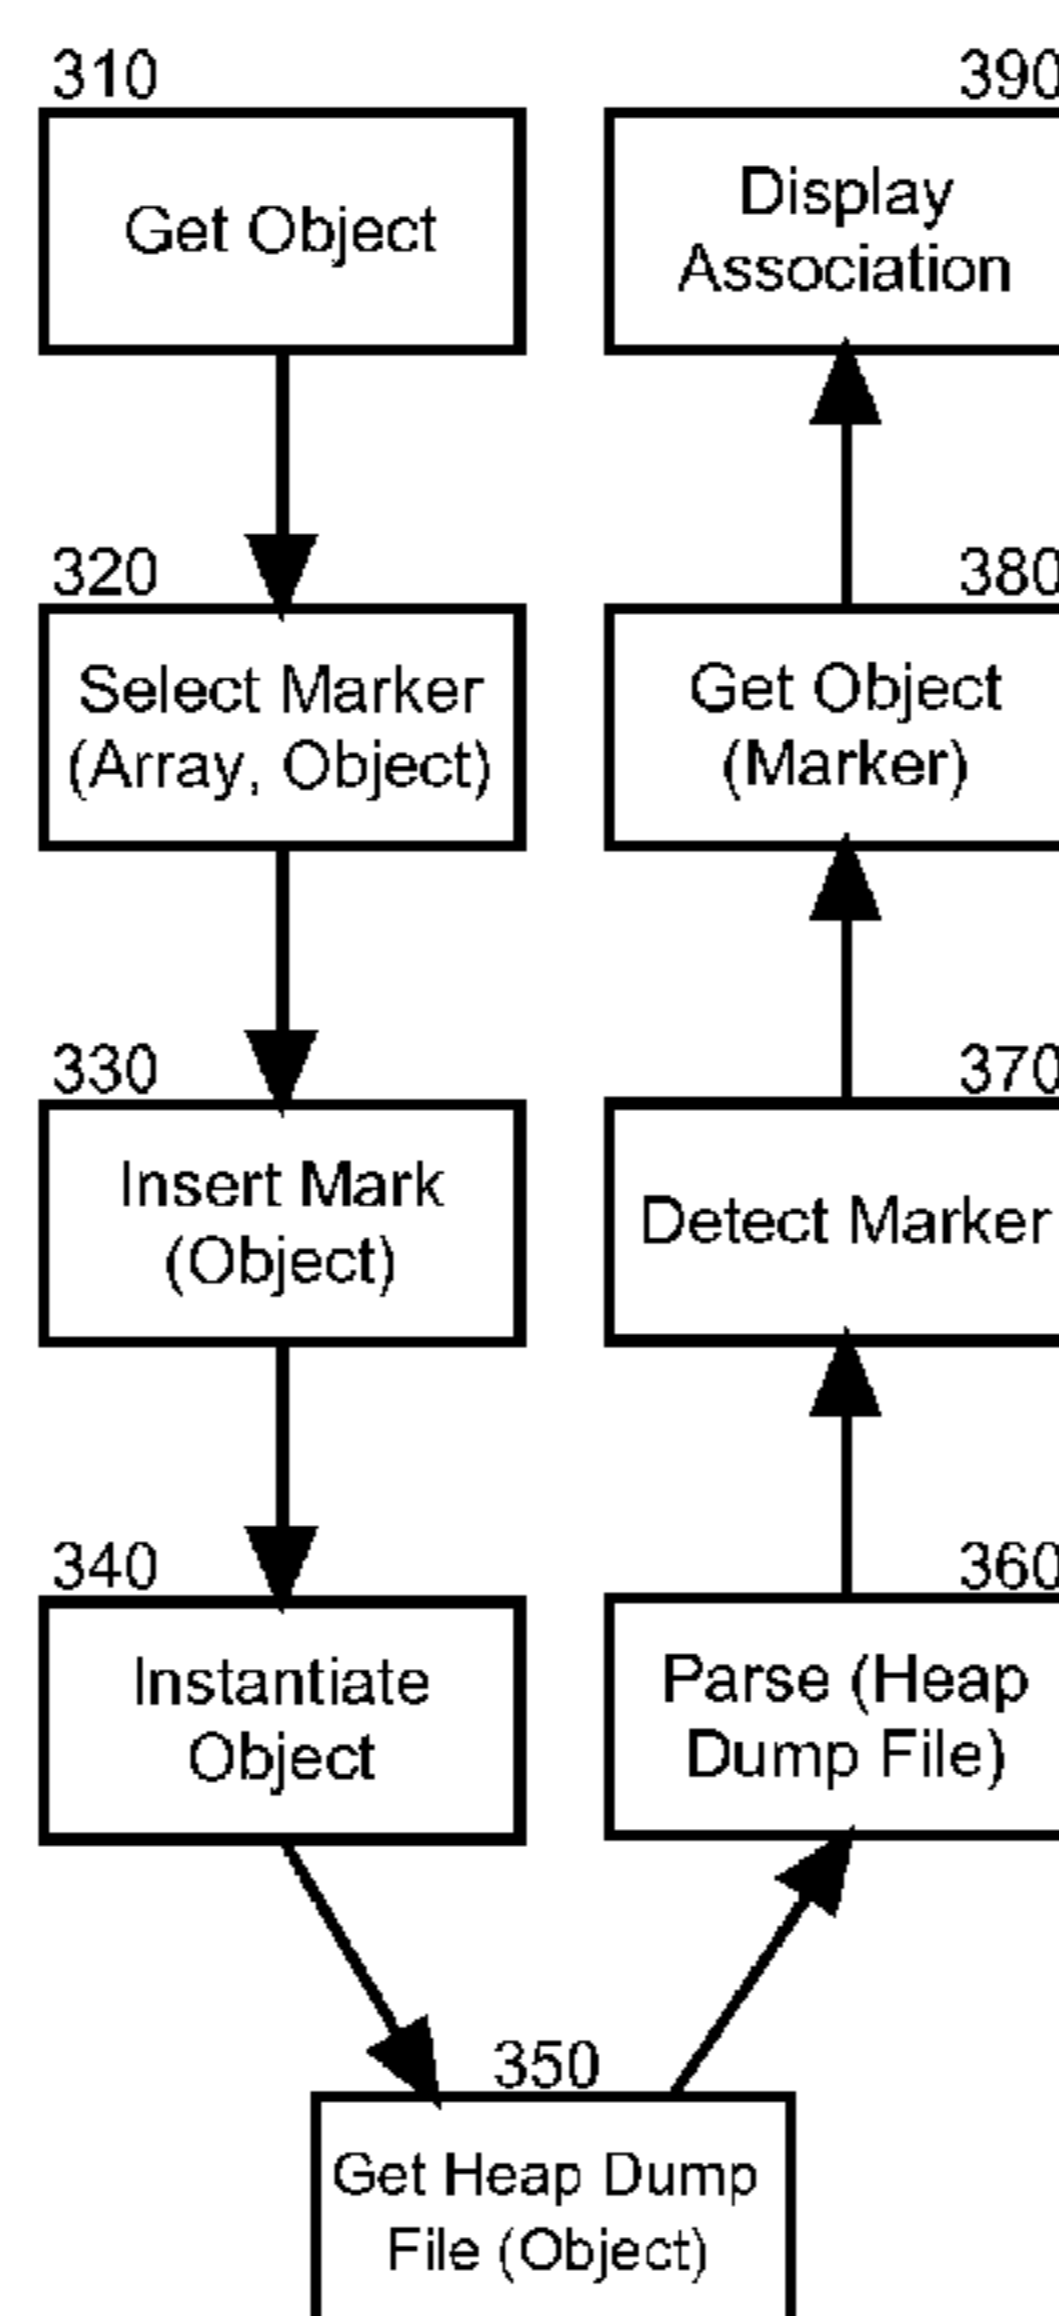 310
Get Object
320
Select Marker
(Array, Object)
330
Insert Mark
(Object)
340
Instantiate
Object
350
Get Heap Dump
File (Object)
360
Parse (Heap
Dump File)
370
Detect Marker
380
Get Object
(Marker)
390
Display
Association